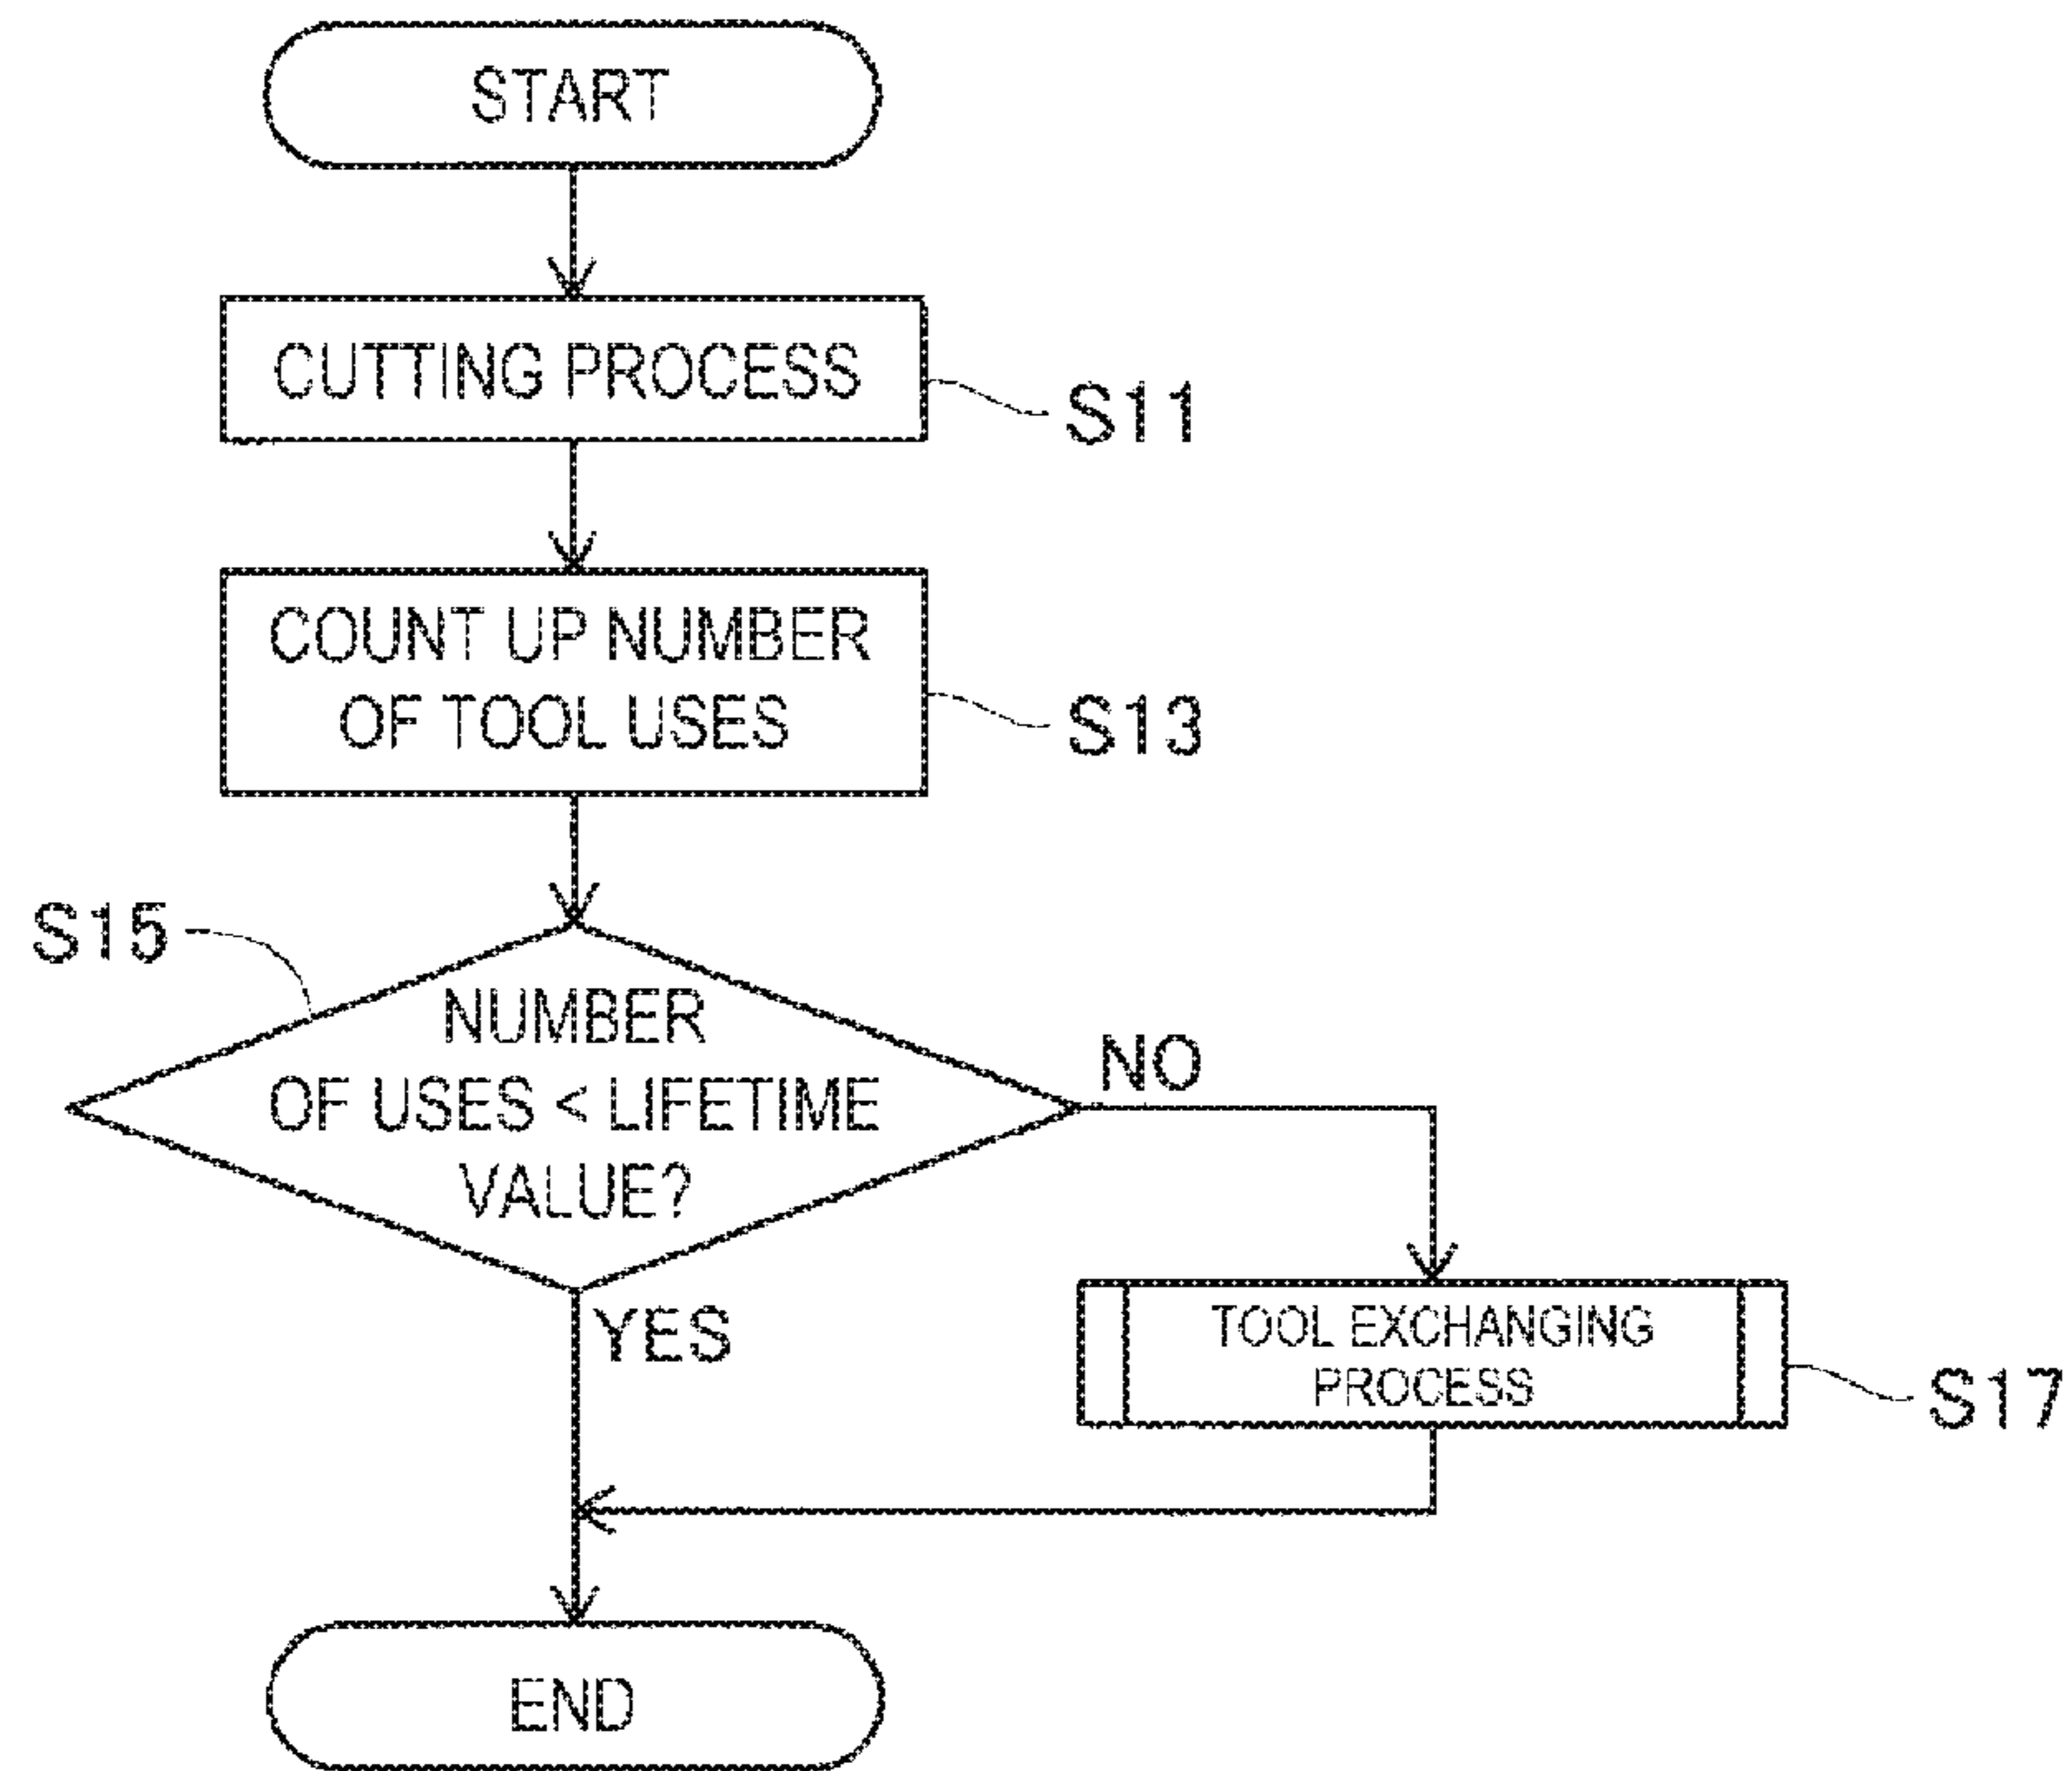 START
CUTTING PROCESS
S11
COUNT UP NUMBER
OF TOOL USES
S13
S15
NUMBER
OF USES < LIFETIME
VALUE?
NO
YES
TOOL EXCHANGING
PROCESS
S17
END